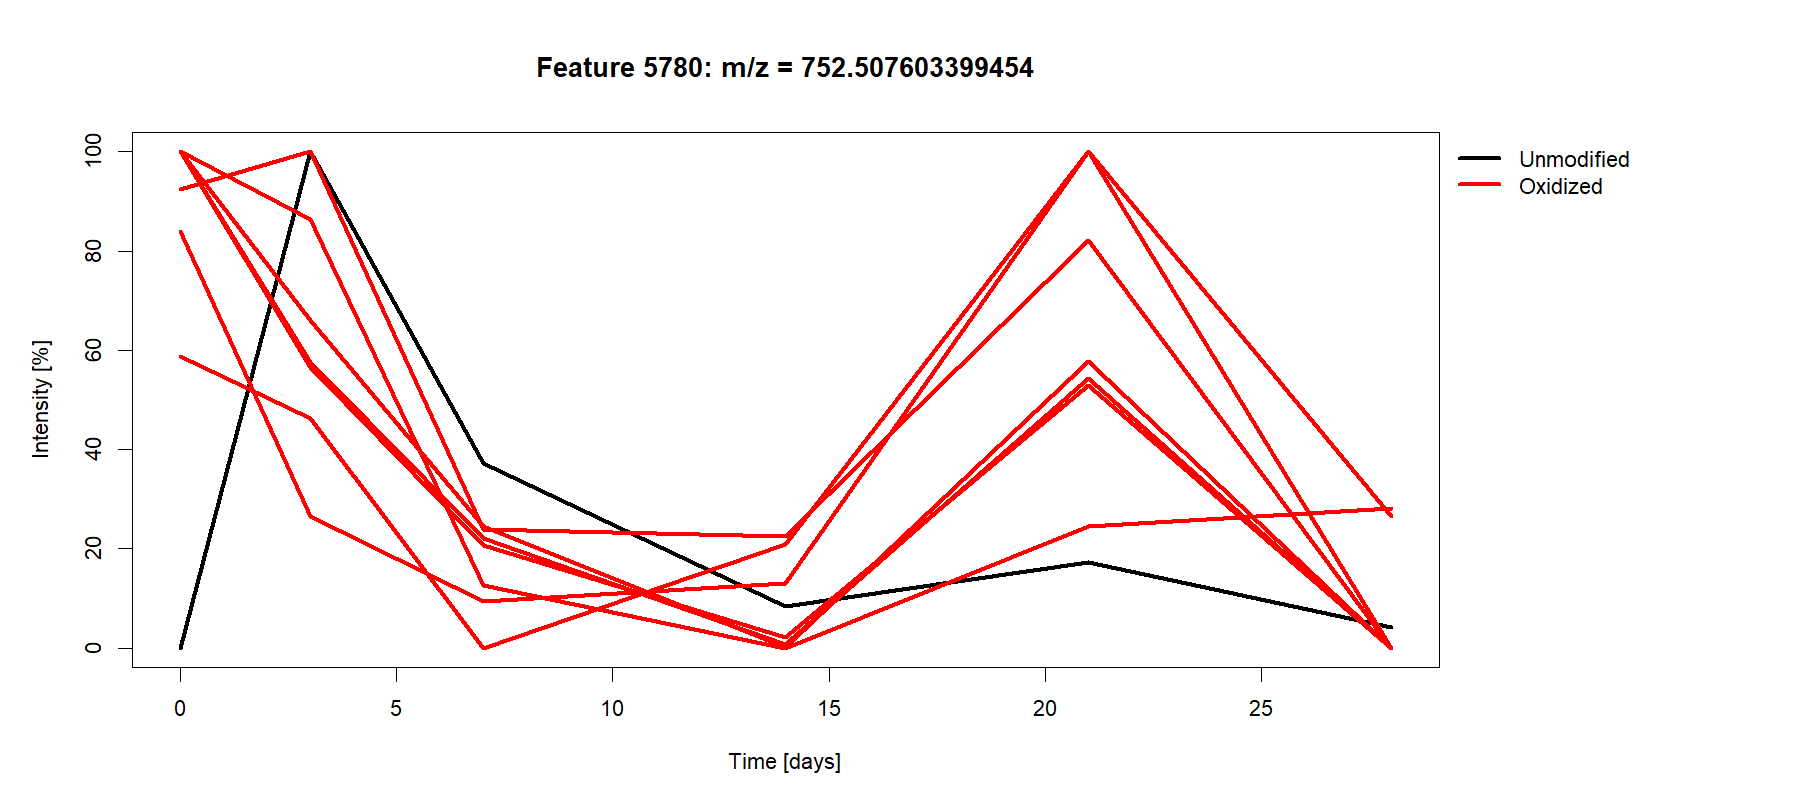 Feature 5780: m/z = 752.507603399454
Unmodified
Oxidized
Intensity [%]
100
80
60
40
20
0
0 5 10 15 20 25
Time [days]